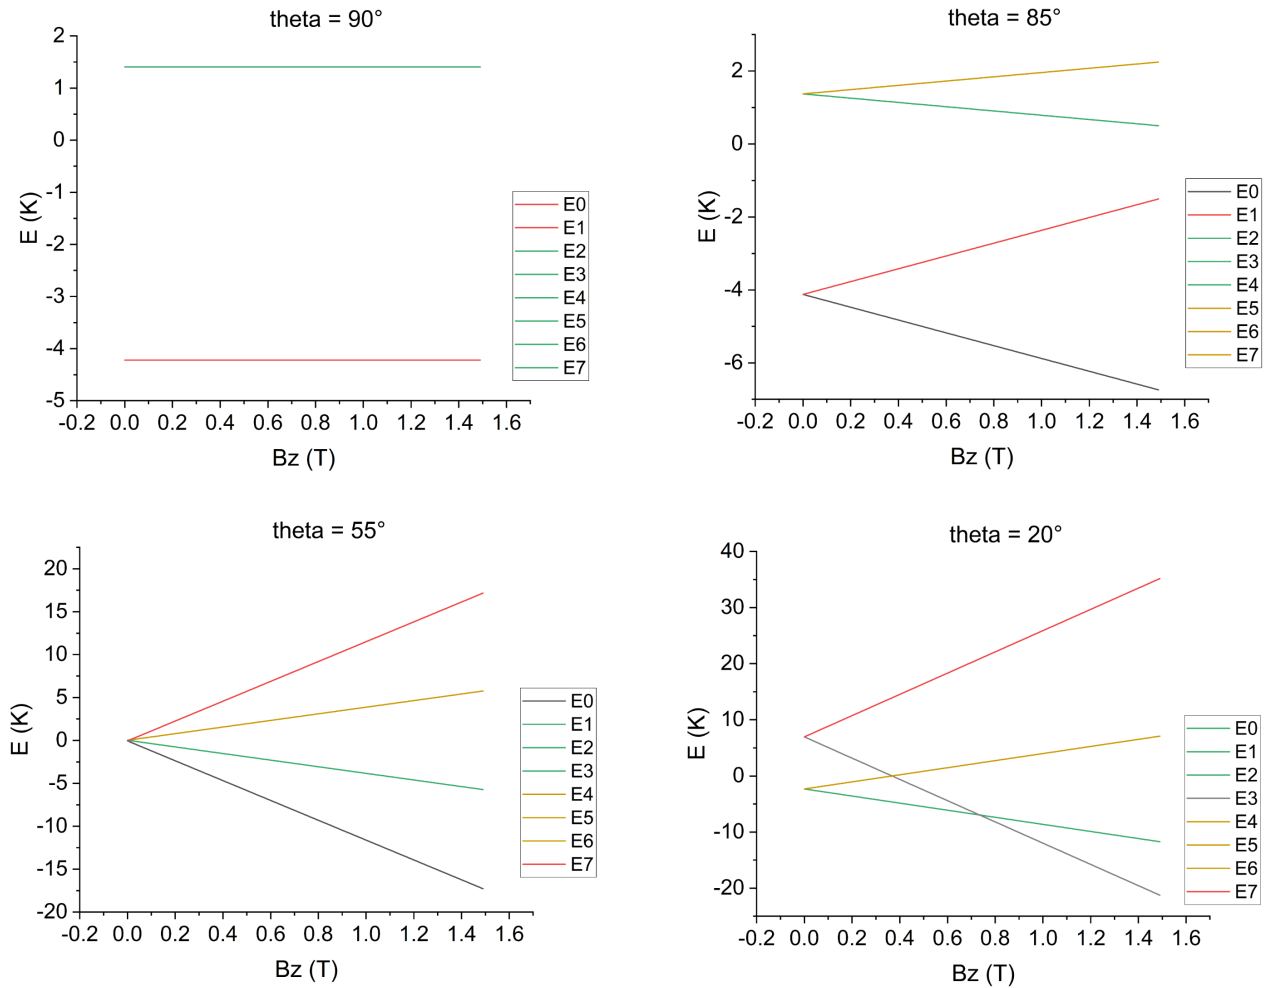 theta = 90°
2
1
0
-1
-2
-3
-4
-5
E (K)
-0.2 0.0 0.2 0.4 0.6 0.8 1.0 1.2 1.4 1.6
Bz (T)
E0
E1
E2
E3
E4
E5
E6
E7
theta = 85°
2
0
-2
-4
-6
E (K)
-0.2 0.0 0.2 0.4 0.6 0.8 1.0 1.2 1.4 1.6
Bz (T)
E0
E1
E2
E3
E4
E5
E6
E7
theta = 55°
20
15
10
5
0
-5
-10
-15
-20
E (K)
-0.2 0.0 0.2 0.4 0.6 0.8 1.0 1.2 1.4 1.6
Bz (T)
E0
E1
E2
E3
E4
E5
E6
E7
theta = 20°
40
30
20
10
0
-10
-20
E (K)
-0.2 0.0 0.2 0.4 0.6 0.8 1.0 1.2 1.4 1.6
Bz (T)
E0
E1
E2
E3
E4
E5
E6
E7